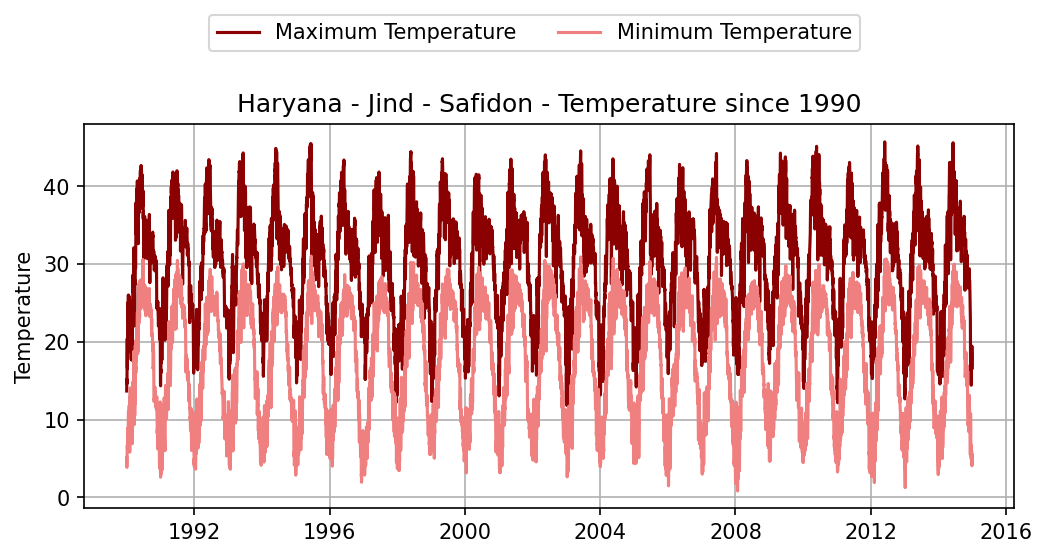 Maximum Temperature Minimum Temperature
Haryana - Jind - Safidon - Temperature since 1990
Temperature
40
30
20
10
0
1992 1996 2000 2004 2008 2012 2016